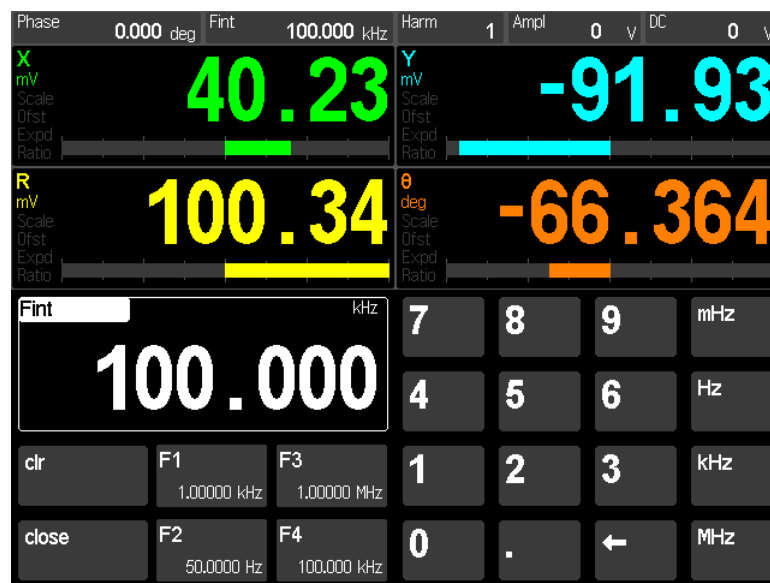 Phase 0.000 deg Fint 100.000 kHz Harm 1 Ampl 0 V DC 0 V
X
mV 40.23
Scale
Ofst
Expd
Ratio
Y
mV -91.93
Scale
Ofst
Expd
Ratio
R
mV 100.34
Scale
Ofst
Expd
Ratio
θ
deg -66.364
Scale
Ofst
Expd
Ratio
Fint kHz
100.000
7 8 9 mHz
4 5 6 Hz
clr F1 1.00000 kHz F3 1.00000 MHz 1 2 3 kHz
close F2 50.0000 Hz F4 100.000 kHz 0 . ← MHz